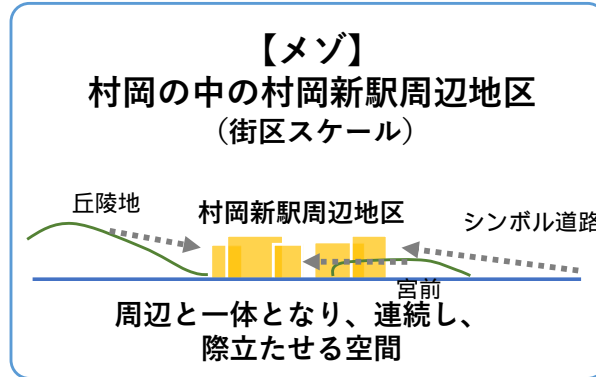 【メゾ】
村岡の中の村岡新駅周辺地区
（街区スケール）
丘陵地
村岡新駅周辺地区
シンボル道路
宮前
周辺と一体となり、連続し、
際立たせる空間